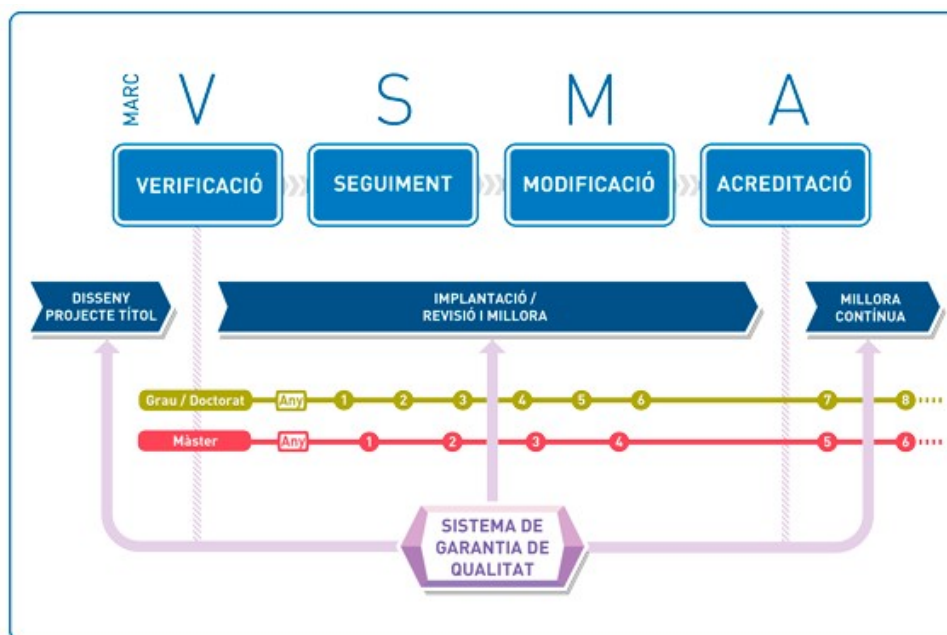 MARC
V S M A
VERIFICACIÓ
SEGUIMENT
MODIFICACIÓ
ACREDITACIÓ
DISSENY
PROJECTE TÍTOL
IMPLANTACIÓ /
REVISIÓ I MILLORA
MILLORA
CONTÍNUA
Grau / Doctorat Any 1 2 3 4 5 6 7 8
Màster Any 1 2 3 4 5 6
SISTEMA DE
GARANTIA DE
QUALITAT